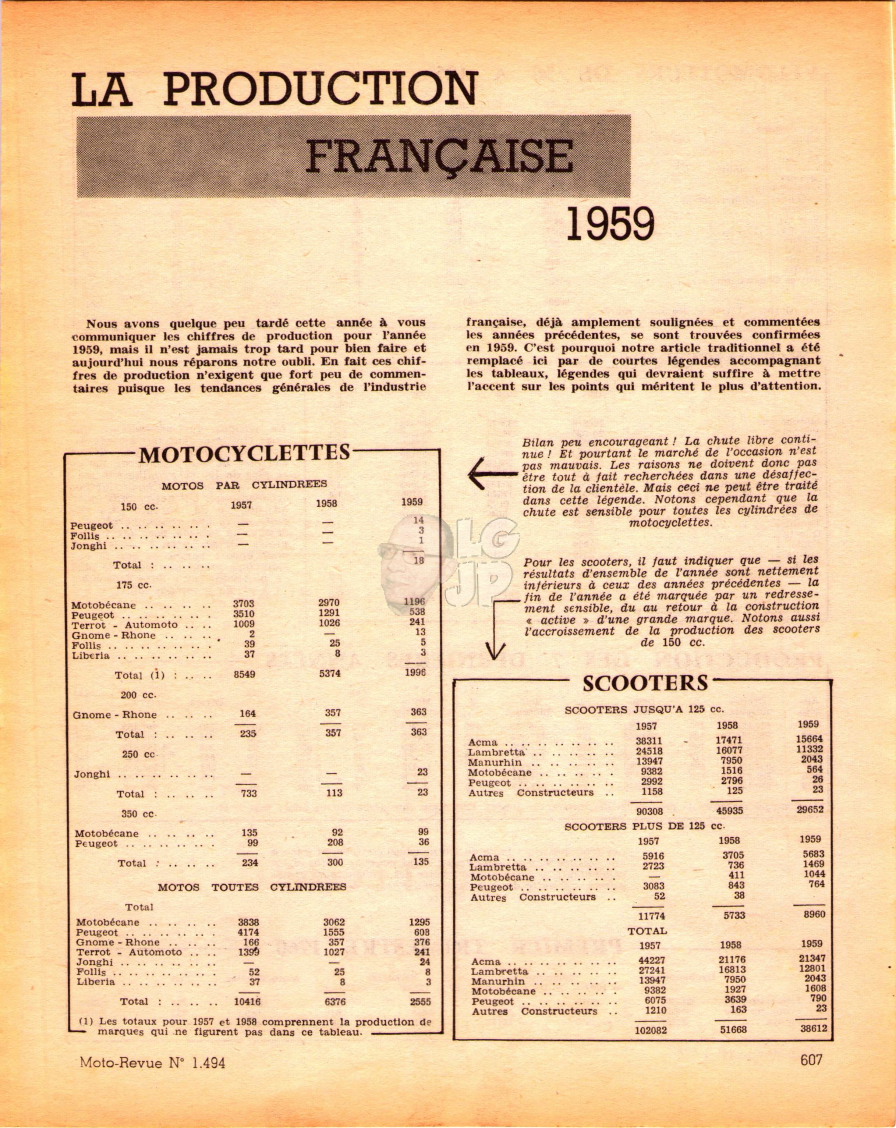 LA PRODUCTION
FRANÇAISE
1959
Nous avons quelque peu tardé cette année à vous
communiquer les chiffres de production pour l'année
1959, mais il n'est jamais trop tard pour bien faire et
aujourd'hui nous réparons notre oubli. En fait ces chif-
fres de production n'exigent que fort peu de commen-
taires puisque les tendances générales de l'industrie
française, déjà amplement soulignées et commentées
les années précédentes, se sont trouvées confirmées
en 1959. C'est pourquoi notre article traditionnel a été
remplacé ici par de courtes légendes accompagnant
les tableaux, légendes qui devraient suffire à mettre
l'accent sur les points qui méritent le plus d'attention.
MOTOCYCLETTES
MOTOS PAR CYLINDREES
150 cc. 1957 1958 1959
Peugeot .. .. .. .. .. . — — 14
Follis .. .. .. .. .. .. . — — 3
Jonghi .. .. .. .. .. .. — — 1
Total : .. .. .. 18
175 cc.
Motobécane .. .. .. .. 3703 2970 1196
Peugeot .. .. .. .. .. . 3510 1291 538
Terrot - Automoto .. .. 1009 1026 241
Gnome - Rhone .. .. .. 2 — 13
Follis .. .. .. .. .. .. . 39 25 5
Liberia .. .. .. .. .. .. 37 8 3
Total (1) : .. .. 8549 5374 1996
200 cc.
Gnome - Rhone .. .. .. 164 357 363
Total : .. .. .. 235 357 363
250 cc.
Jonghi .. .. .. .. .. .. — — 23
Total : .. .. .. 733 113 23
350 cc.
Motobécane .. .. .. .. 135 92 99
Peugeot .. .. .. .. .. . 99 208 36
Total : .. .. .. 234 300 135
MOTOS TOUTES CYLINDREES
Total
Motobécane .. .. .. .. 3838 3062 1295
Peugeot .. .. .. .. .. . 4174 1555 608
Gnome - Rhone .. .. .. 166 357 376
Terrot - Automoto .. .. 1399 1027 241
Jonghi .. .. .. .. .. .. — — 24
Follis .. .. .. .. .. .. . 52 25 8
Liberia .. .. .. .. .. .. 37 8 3
Total : .. .. .. 10416 6376 2555
(1) Les totaux pour 1957 et 1958 comprennent la production de
marques qui ne figurent pas dans ce tableau.
Bilan peu encourageant ! La chute libre conti-
nue ! Et pourtant le marché de l'occasion n'est
pas mauvais. Les raisons ne doivent donc pas
être tout à fait recherchées dans une désaffec-
tion de la clientèle. Mais ceci ne peut être traité
dans cette légende. Notons cependant que la
chute est sensible pour toutes les cylindrées de
motocyclettes.
Pour les scooters, il faut indiquer que — si les
résultats d'ensemble de l'année sont nettement
inférieurs à ceux des années précédentes — la
fin de l'année a été marquée par un redresse-
ment sensible, du au retour à la construction
« active » d'une grande marque. Notons aussi
l'accroissement de la production des scooters
de 150 cc.
SCOOTERS
SCOOTERS JUSQU'A 125 cc.
1957 1958 1959
Acma .. .. .. .. .. .. .. 38311 17471 15664
Lambretta .. .. .. .. .. 24518 16077 11332
Manurhin .. .. .. .. .. 13947 7950 2043
Motobécane .. .. .. .. . 9382 1516 564
Peugeot .. .. .. .. .. .. 2992 2796 26
Autres Constructeurs .. 1158 125 23
90308 45935 29652
SCOOTERS PLUS DE 125 cc.
1957 1958 1959
Acma .. .. .. .. .. .. .. 5916 3705 5683
Lambretta .. .. .. .. .. 2723 736 1469
Motobécane .. .. .. .. . — 411 1044
Peugeot .. .. .. .. .. .. 3083 843 764
Autres Constructeurs .. 52 38
11774 5733 8960
TOTAL
1957 1958 1959
Acma .. .. .. .. .. .. .. 44227 21176 21347
Lambretta .. .. .. .. .. 27241 16813 12801
Manurhin .. .. .. .. .. 13947 7950 2043
Motobécane .. .. .. .. . 9382 1927 1608
Peugeot .. .. .. .. .. .. 6075 3639 790
Autres Constructeurs .. 1210 163 23
102082 51668 38612
LG
JP
Moto-Revue N° 1.494
607